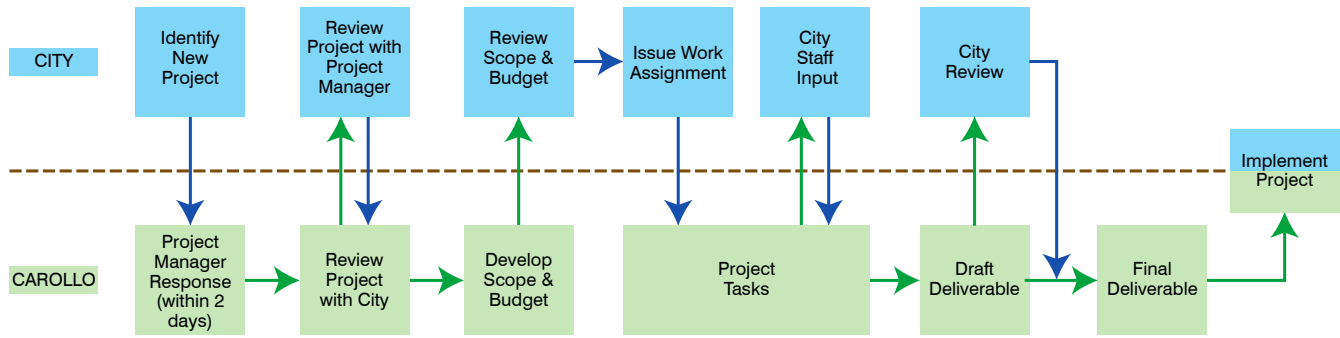 CITY
Identify
New
Project
Review
Project with
Project
Manager
Review
Scope &
Budget
Issue Work
Assignment
City
Staff
Input
City
Review
Implement
Project
CAROLLO
Project
Manager
Response
(within 2
days)
Review
Project
with City
Develop
Scope &
Budget
Project
Tasks
Draft
Deliverable
Final
Deliverable